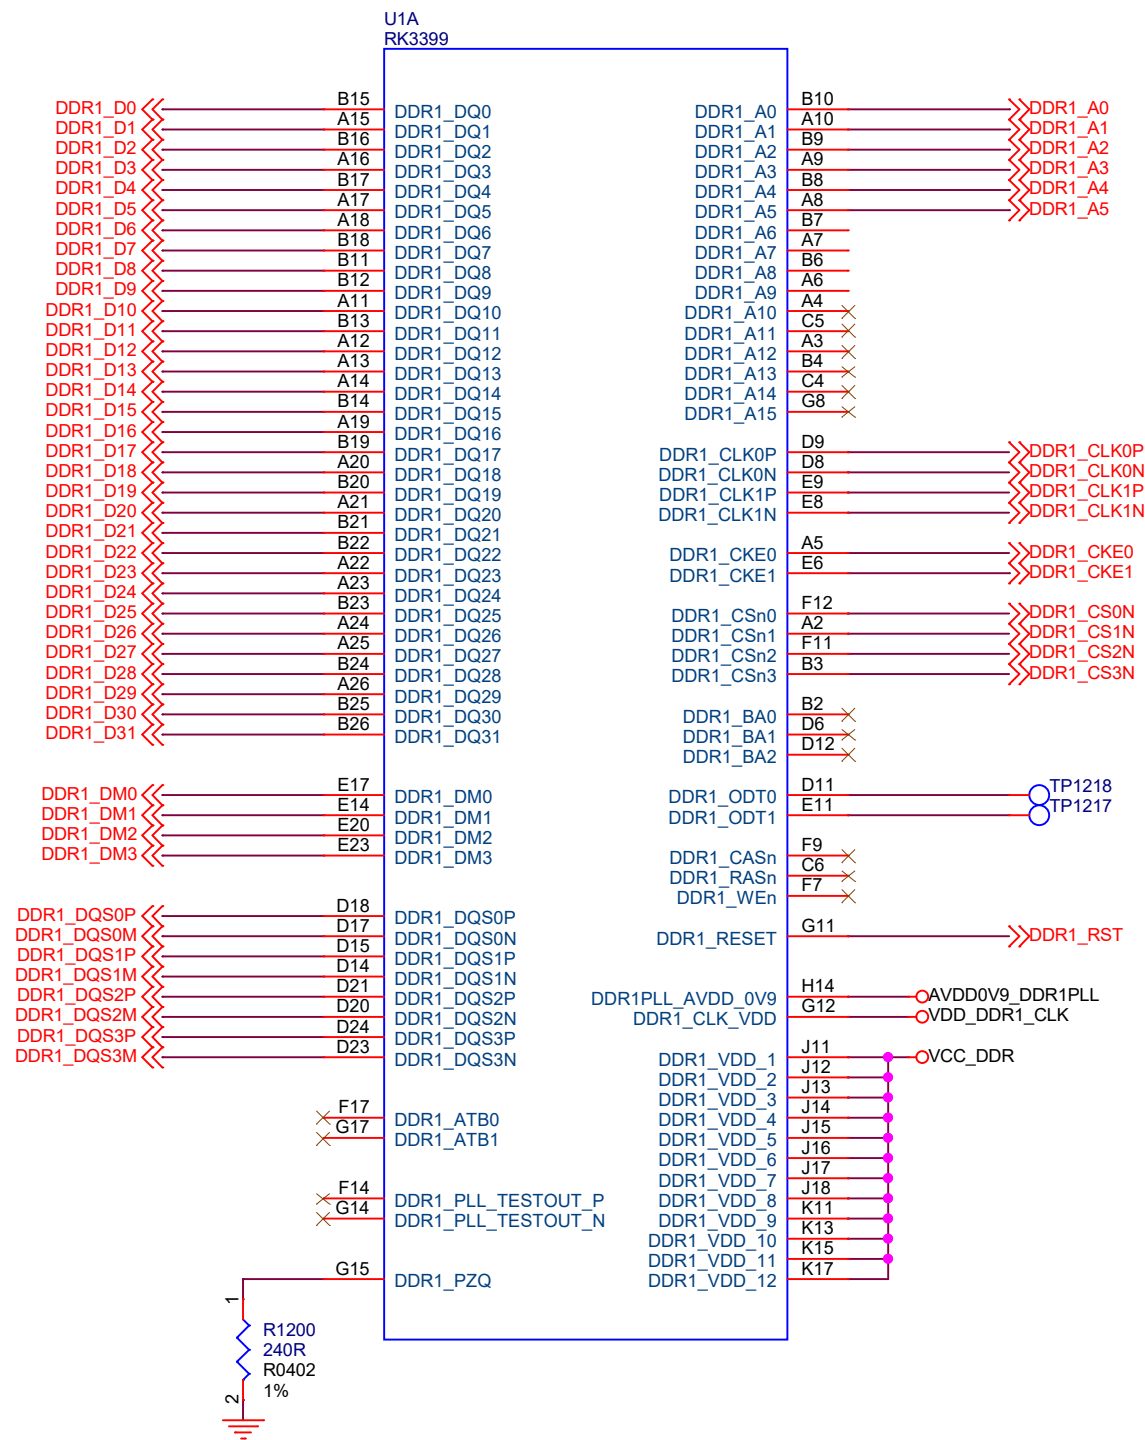 U1A
RK3399
DDR1_D0 B15 DDR1_DQ0
DDR1_D1 A15 DDR1_DQ1
DDR1_D2 B16 DDR1_DQ2
DDR1_D3 A16 DDR1_DQ3
DDR1_D4 B17 DDR1_DQ4
DDR1_D5 A17 DDR1_DQ5
DDR1_D6 A18 DDR1_DQ6
DDR1_D7 B18 DDR1_DQ7
DDR1_D8 B11 DDR1_DQ8
DDR1_D9 B12 DDR1_DQ9
DDR1_D10 A11 DDR1_DQ10
DDR1_D11 B13 DDR1_DQ11
DDR1_D12 A12 DDR1_DQ12
DDR1_D13 A13 DDR1_DQ13
DDR1_D14 A14 DDR1_DQ14
DDR1_D15 B14 DDR1_DQ15
DDR1_D16 A19 DDR1_DQ16
DDR1_D17 B19 DDR1_DQ17
DDR1_D18 A20 DDR1_DQ18
DDR1_D19 B20 DDR1_DQ19
DDR1_D20 A21 DDR1_DQ20
DDR1_D21 B21 DDR1_DQ21
DDR1_D22 B22 DDR1_DQ22
DDR1_D23 A22 DDR1_DQ23
DDR1_D24 A23 DDR1_DQ24
DDR1_D25 B23 DDR1_DQ25
DDR1_D26 A24 DDR1_DQ26
DDR1_D27 A25 DDR1_DQ27
DDR1_D28 B24 DDR1_DQ28
DDR1_D29 A26 DDR1_DQ29
DDR1_D30 B25 DDR1_DQ30
DDR1_D31 B26 DDR1_DQ31
DDR1_DM0 E17 DDR1_DM0
DDR1_DM1 E14 DDR1_DM1
DDR1_DM2 E20 DDR1_DM2
DDR1_DM3 E23 DDR1_DM3
DDR1_DQS0P D18 DDR1_DQS0P
DDR1_DQS0M D17 DDR1_DQS0N
DDR1_DQS1P D15 DDR1_DQS1P
DDR1_DQS1M D14 DDR1_DQS1N
DDR1_DQS2P D21 DDR1_DQS2P
DDR1_DQS2M D20 DDR1_DQS2N
DDR1_DQS3P D24 DDR1_DQS3P
DDR1_DQS3M D23 DDR1_DQS3N
F17 DDR1_ATB0
G17 DDR1_ATB1
F14 DDR1_PLL_TESTOUT_P
G14 DDR1_PLL_TESTOUT_N
G15 DDR1_PZQ
1
R1200
240R
R0402
1%
2
DDR1_A0 B10 DDR1_A0
DDR1_A1 A10 DDR1_A1
DDR1_A2 B9 DDR1_A2
DDR1_A3 A9 DDR1_A3
DDR1_A4 B8 DDR1_A4
DDR1_A5 A8 DDR1_A5
DDR1_A6 B7
DDR1_A7 A7
DDR1_A8 B6
DDR1_A9 A6
DDR1_A10 A4
DDR1_A11 C5
DDR1_A12 A3
DDR1_A13 B4
DDR1_A14 C4
DDR1_A15 G8
DDR1_CLK0P D9 DDR1_CLK0P
DDR1_CLK0N D8 DDR1_CLK0N
DDR1_CLK1P E9 DDR1_CLK1P
DDR1_CLK1N E8 DDR1_CLK1N
DDR1_CKE0 A5 DDR1_CKE0
DDR1_CKE1 E6 DDR1_CKE1
DDR1_CSn0 F12 DDR1_CS0N
DDR1_CSn1 A2 DDR1_CS1N
DDR1_CSn2 F11 DDR1_CS2N
DDR1_CSn3 B3 DDR1_CS3N
DDR1_BA0 B2
DDR1_BA1 D6
DDR1_BA2 D12
DDR1_ODT0 D11 TP1218
DDR1_ODT1 E11 TP1217
DDR1_CASn F9
DDR1_RASn C6
DDR1_WEn F7
DDR1_RESET G11 DDR1_RST
DDR1PLL_AVDD_0V9 H14 AVDD0V9_DDR1PLL
DDR1_CLK_VDD G12 VDD_DDR1_CLK
DDR1_VDD_1 J11 VCC_DDR
DDR1_VDD_2 J12
DDR1_VDD_3 J13
DDR1_VDD_4 J14
DDR1_VDD_5 J15
DDR1_VDD_6 J16
DDR1_VDD_7 J17
DDR1_VDD_8 J18
DDR1_VDD_9 K11
DDR1_VDD_10 K13
DDR1_VDD_11 K15
DDR1_VDD_12 K17